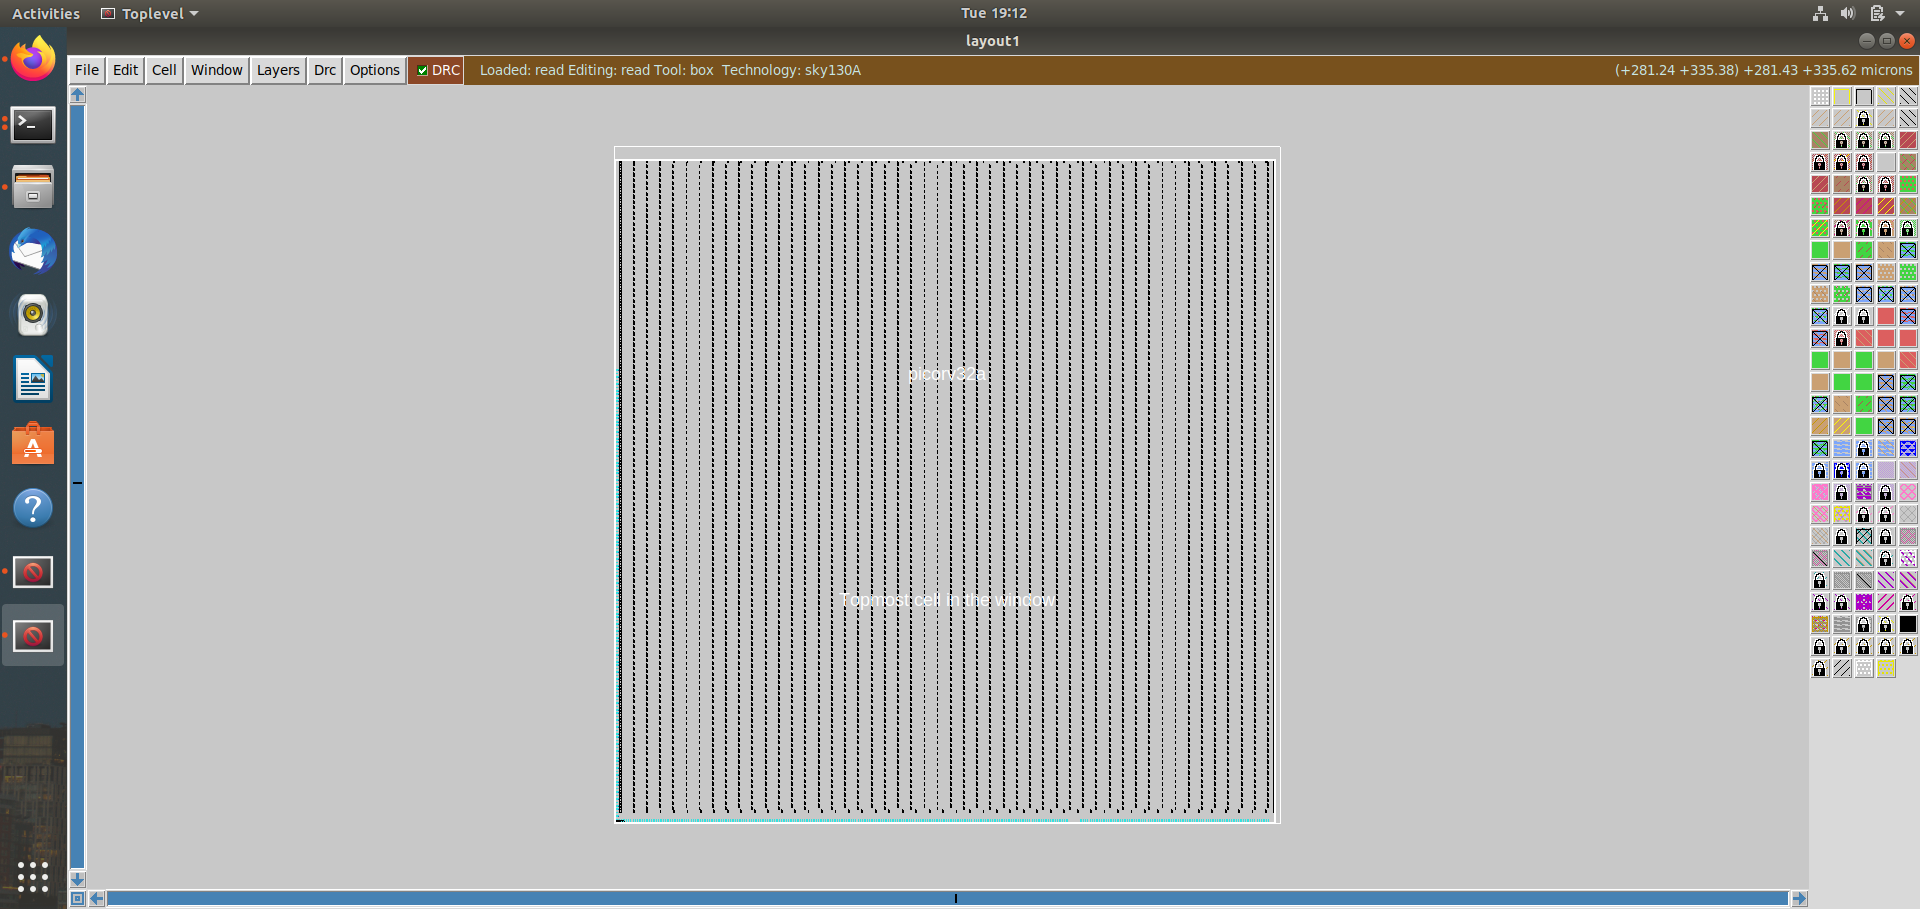 Activities Toplevel Tue 19:12
layout1
File Edit Cell Window Layers Drc Options DRC Loaded: read Editing: read Tool: box Technology: sky130A (+281.24 +335.38) +281.43 +335.62 microns
picorv32a
Topmost cell in the window